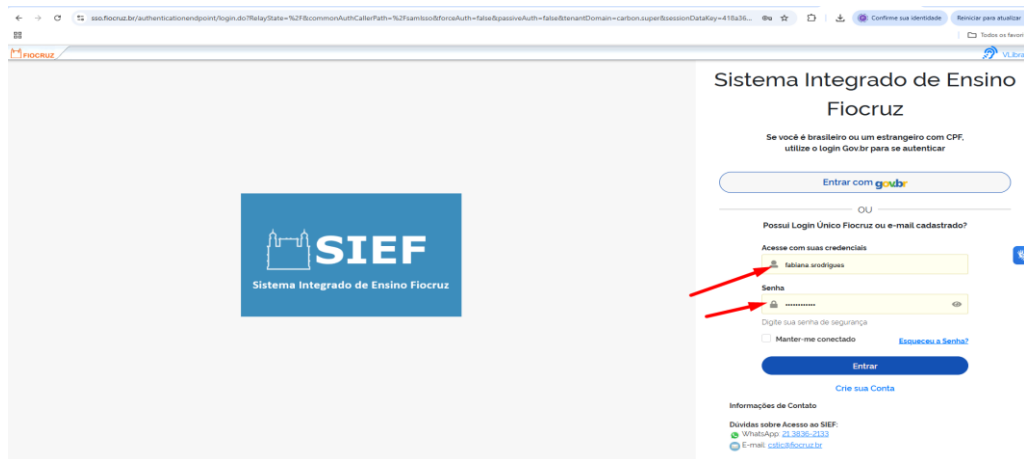 sso.fiocruz.br/authenticationendpoint/login.do?RelayState=%2F&commonAuthCallerPath=%2Fsamlsso&forceAuth=false&passiveAuth=false&tenantDomain=carbon.super&sessionDataKey=418a36...
Confirme sua identidade
Reiniciar para atualizar
Todos os favori
FIOCRUZ
VLibra
Sistema Integrado de Ensino
Fiocruz
Se você é brasileiro ou um estrangeiro com CPF,
utilize o login Gov.br para se autenticar
Entrar com gov.br
OU
Possui Login Único Fiocruz ou e-mail cadastrado?
Acesse com suas credenciais
fabiana srodrigues
Senha
Digite sua senha de segurança
Manter-me conectado
Esqueceu a Senha?
Entrar
Crie sua Conta
Informações de Contato
Dúvidas sobre Acesso ao SIEF:
WhatsApp: 21 3836-2133
E-mail: cstic@fiocruz.br
SIEF
Sistema Integrado de Ensino Fiocruz